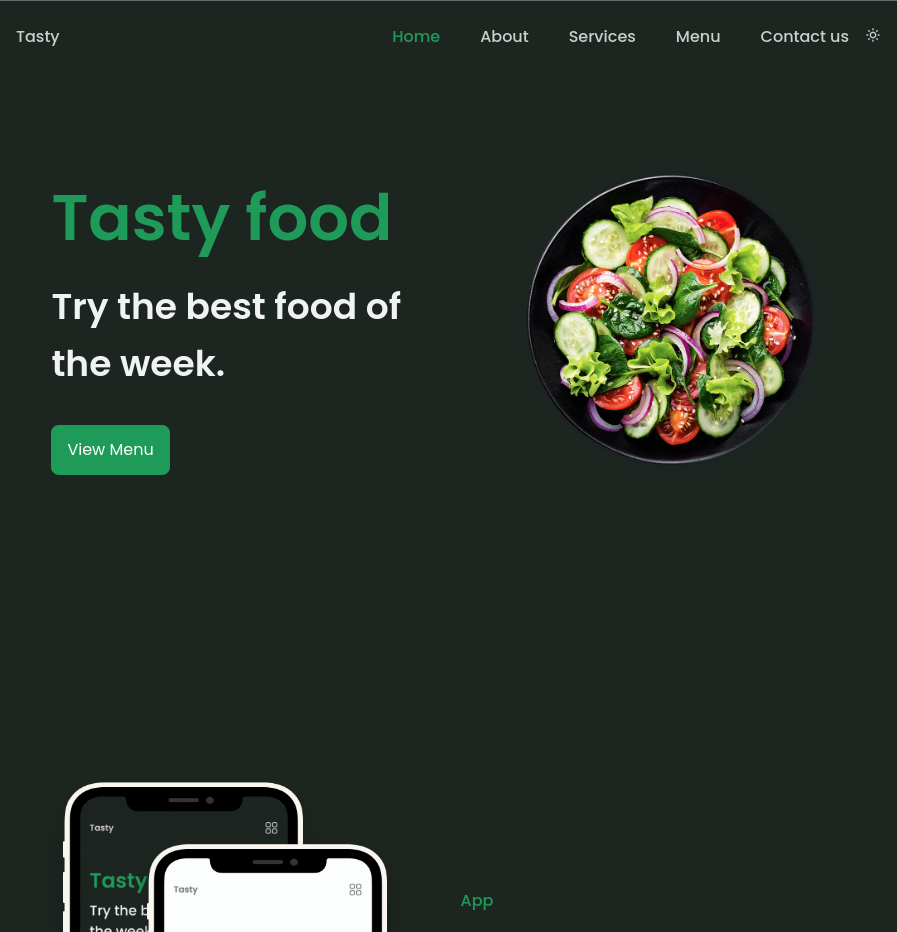 Tasty
Home About Services Menu Contact us
Tasty food
Try the best food of
the week.
View Menu
Tasty
Tasty
Try the b
the week
Tasty
App